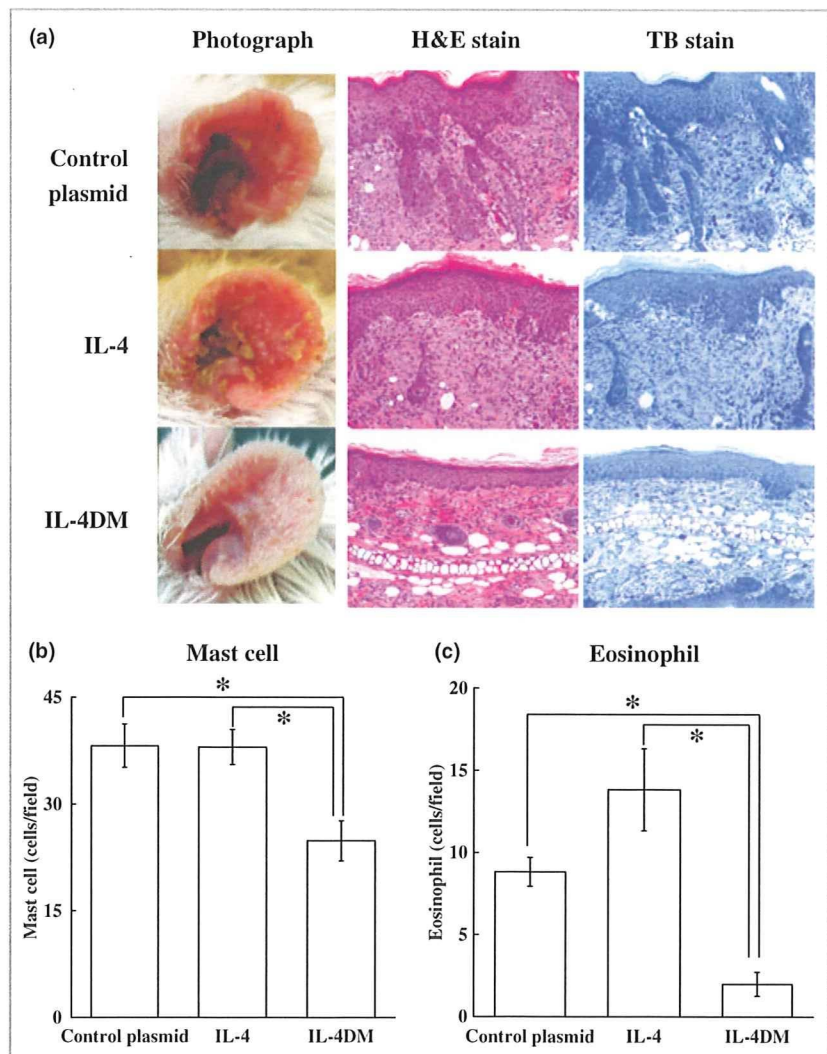 (a)
Photograph
H&E stain
TB stain
Control
plasmid
IL-4
IL-4DM
(b)
Mast cell
*
*
45
30
15
0
Mast cell (cells/field)
Control plasmid
IL-4
IL-4DM
(c)
Eosinophil
*
*
20
15
10
5
0
Eosinophil (cells/field)
Control plasmid
IL-4
IL-4DM